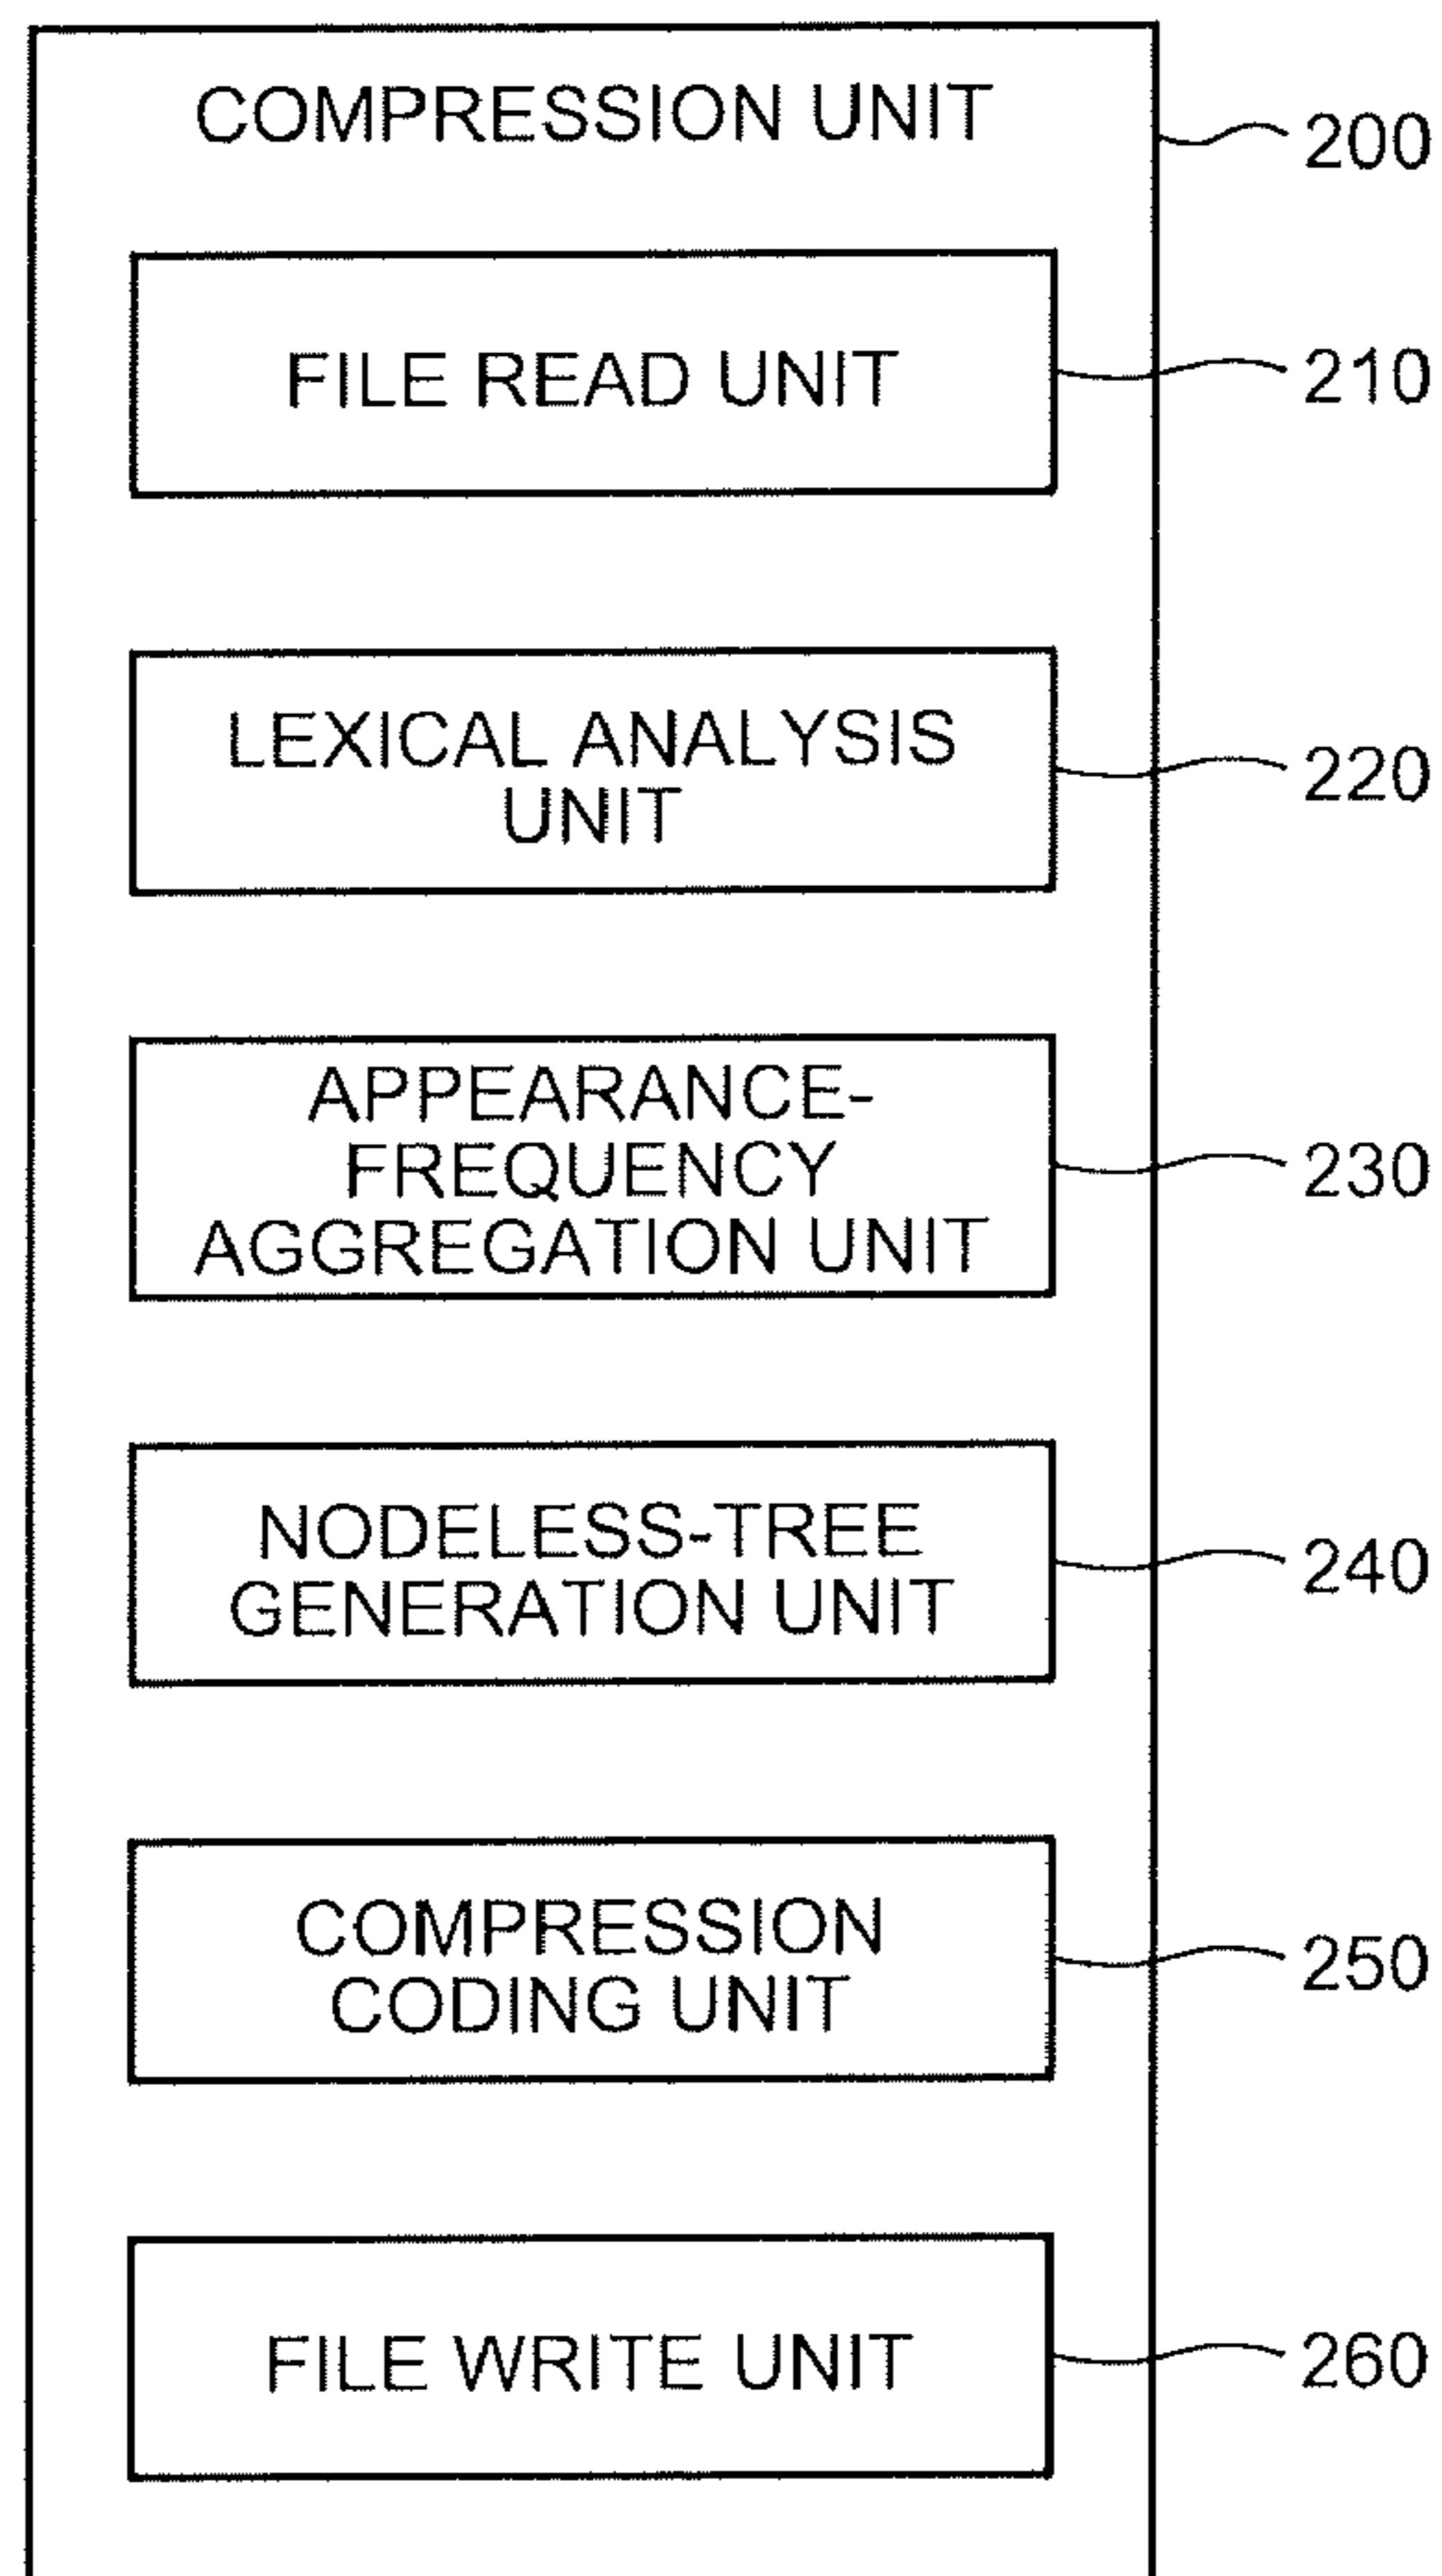 COMPRESSION UNIT
200
FILE READ UNIT
210
LEXICAL ANALYSIS
UNIT
220
APPEARANCE-
FREQUENCY
AGGREGATION UNIT
230
NODELESS-TREE
GENERATION UNIT
240
COMPRESSION
CODING UNIT
250
FILE WRITE UNIT
260